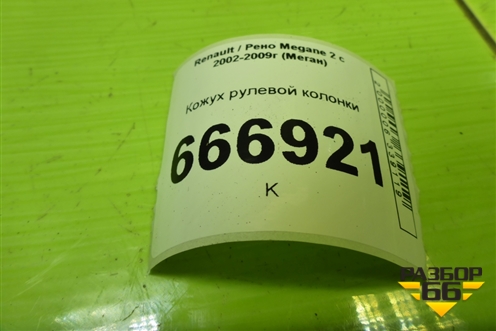 Renault / Рено Megane 2 с
2002-2009г (Меган)
Кожух рулевой колонки
666921
К
РАЗБОР
66